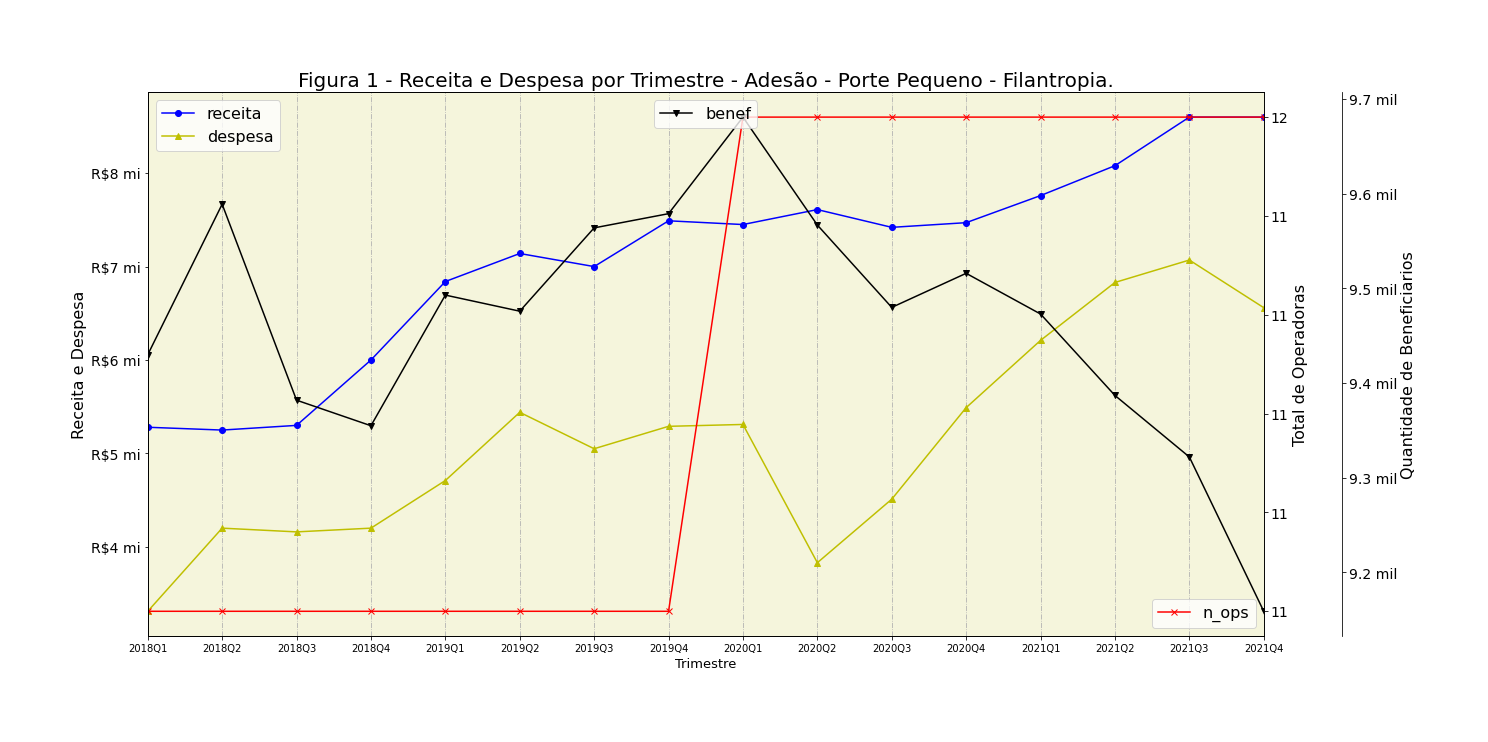 Figura 1 - Receita e Despesa por Trimestre - Adesão - Porte Pequeno - Filantropia.
receita
despesa
benef
n_ops
Receita e Despesa
R$8 mi
R$7 mi
R$6 mi
R$5 mi
R$4 mi
12
11
11
11
11
11
Total de Operadoras
9.7 mil
9.6 mil
9.5 mil
9.4 mil
9.3 mil
9.2 mil
Quantidade de Beneficiarios
2018Q1 2018Q2 2018Q3 2018Q4 2019Q1 2019Q2 2019Q3 2019Q4 2020Q1 2020Q2 2020Q3 2020Q4 2021Q1 2021Q2 2021Q3 2021Q4
Trimestre